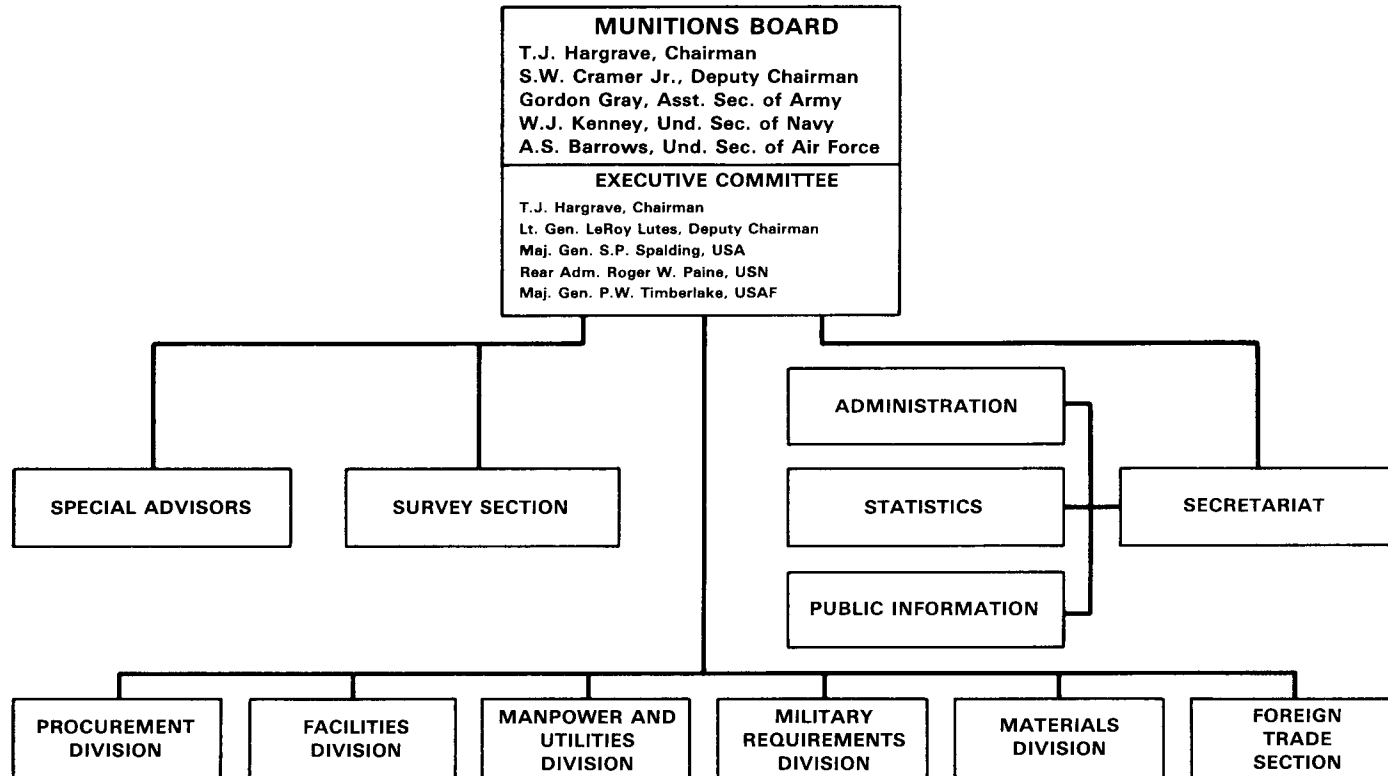 MUNITIONS BOARD
T.J. Hargrave, Chairman
S.W. Cramer Jr., Deputy Chairman
Gordon Gray, Asst. Sec. of Army
W.J. Kenney, Und. Sec. of Navy
A.S. Barrows, Und. Sec. of Air Force
EXECUTIVE COMMITTEE
T.J. Hargrave, Chairman
Lt. Gen. LeRoy Lutes, Deputy Chairman
Maj. Gen. S.P. Spalding, USA
Rear Adm. Roger W. Paine, USN
Maj. Gen. P.W. Timberlake, USAF
ADMINISTRATION
SPECIAL ADVISORS
SURVEY SECTION
STATISTICS
SECRETARIAT
PUBLIC INFORMATION
PROCUREMENT
DIVISION
FACILITIES
DIVISION
MANPOWER AND
UTILITIES
DIVISION
MILITARY
REQUIREMENTS
DIVISION
MATERIALS
DIVISION
FOREIGN
TRADE
SECTION